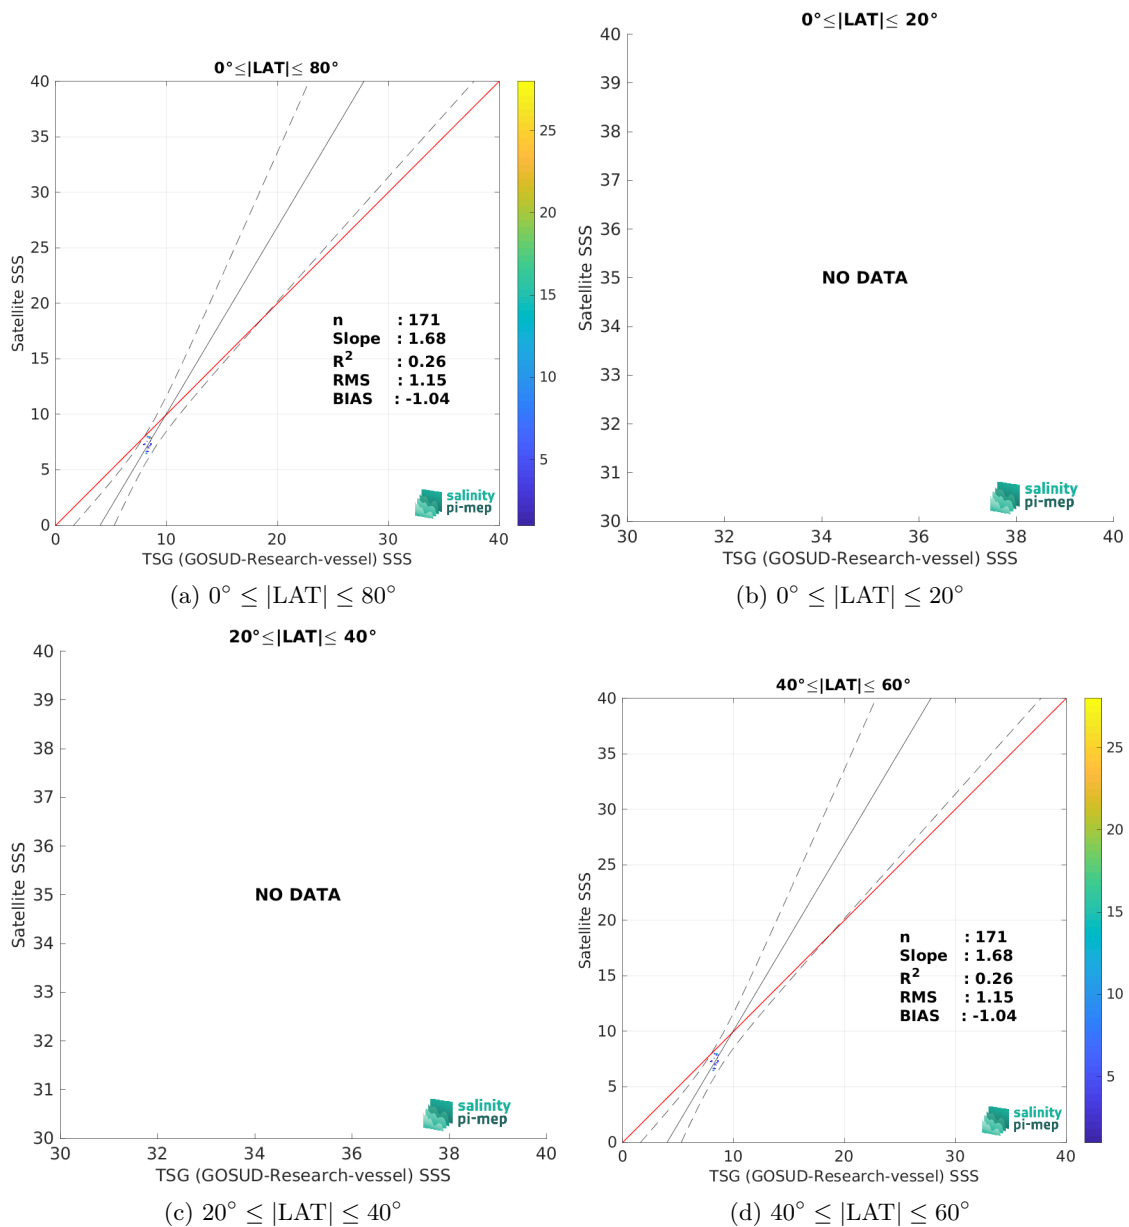 0°≤|LAT|≤ 80°
40
35
30
25
20
15
10
5
0
0
10
20
30
40
Satellite SSS
TSG (GOSUD-Research-vessel) SSS
n : 171
Slope : 1.68
R² : 0.26
RMS : 1.15
BIAS : -1.04
salinity
pi-mep
25
20
15
10
5
(a) 0° ≤ |LAT| ≤ 80°
0°≤|LAT|≤ 20°
40
39
38
37
36
35
34
33
32
31
30
30
32
34
36
38
40
Satellite SSS
NO DATA
salinity
pi-mep
TSG (GOSUD-Research-vessel) SSS
(b) 0° ≤ |LAT| ≤ 20°
20°≤|LAT|≤ 40°
40
39
38
37
36
35
34
33
32
31
30
30
32
34
36
38
40
Satellite SSS
NO DATA
salinity
pi-mep
TSG (GOSUD-Research-vessel) SSS
(c) 20° ≤ |LAT| ≤ 40°
40°≤|LAT|≤ 60°
40
35
30
25
20
15
10
5
0
0
10
20
30
40
Satellite SSS
TSG (GOSUD-Research-vessel) SSS
n : 171
Slope : 1.68
R² : 0.26
RMS : 1.15
BIAS : -1.04
salinity
pi-mep
25
20
15
10
5
(d) 40° ≤ |LAT| ≤ 60°